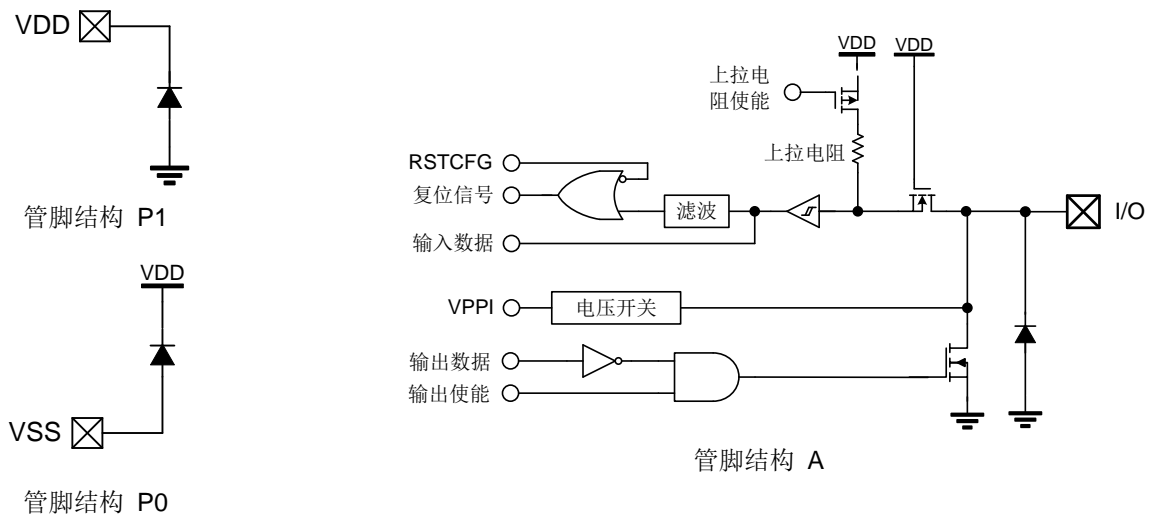 VDD
管脚结构 P1
VDD
VSS
管脚结构 P0
VDD
VDD
上拉电
阻使能
上拉电阻
RSTCFG
复位信号
滤波
I/O
输入数据
VPPI
电压开关
输出数据
输出使能
管脚结构 A